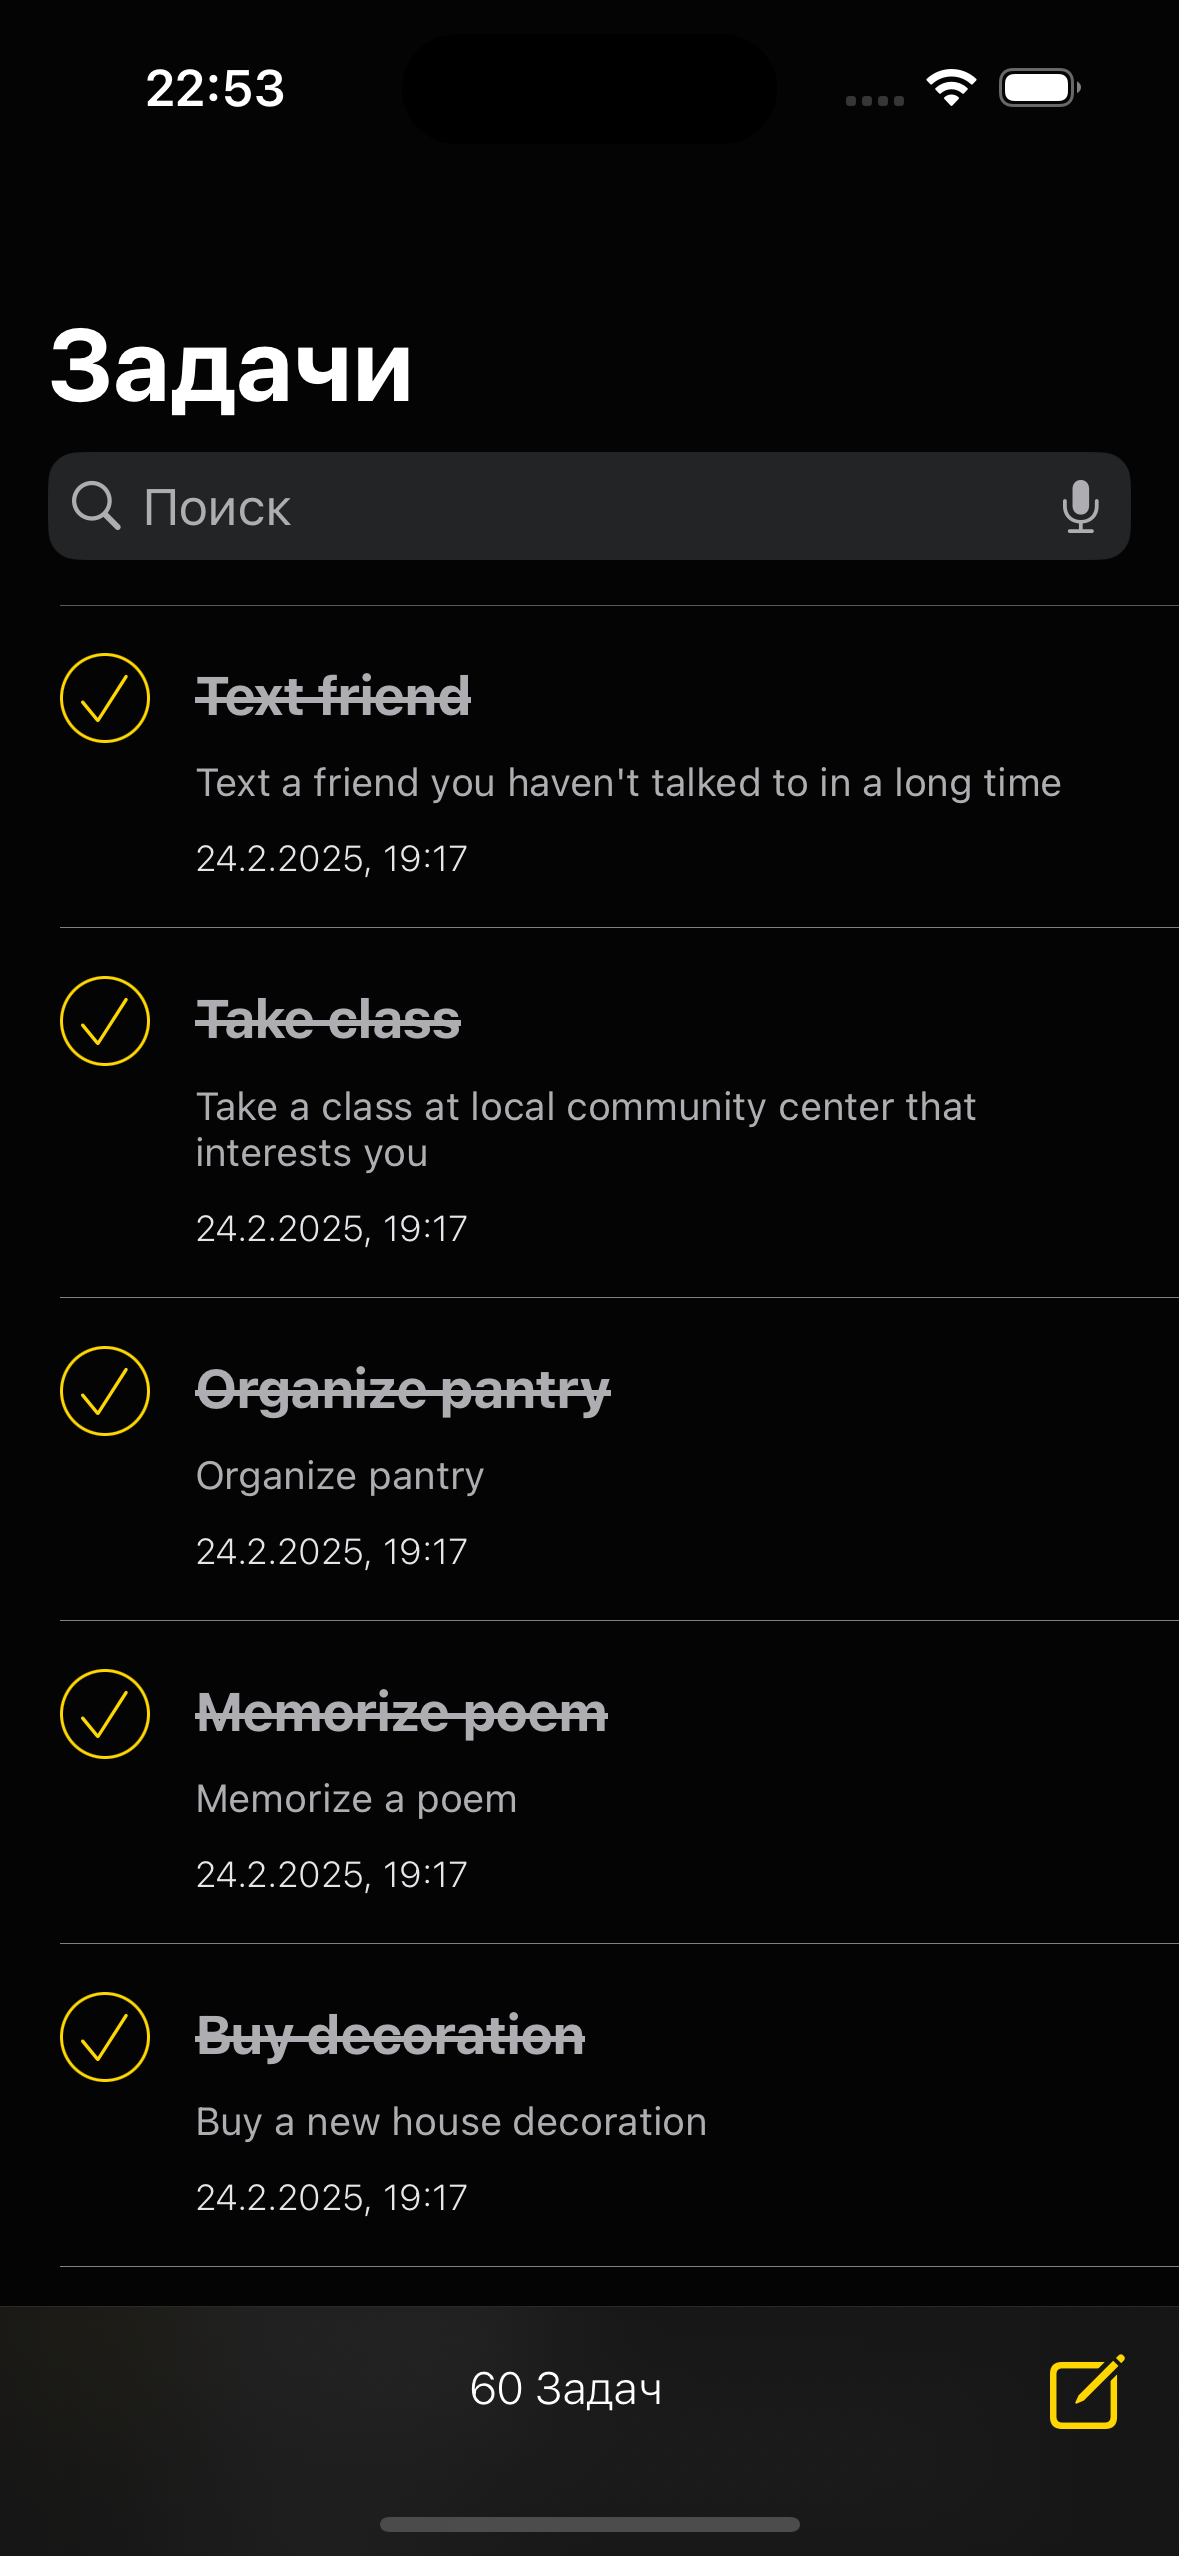 22:53
Задачи
Поиск
Text friend
Text a friend you haven't talked to in a long time
24.2.2025, 19:17
Take class
Take a class at local community center that
interests you
24.2.2025, 19:17
Organize pantry
Organize pantry
24.2.2025, 19:17
Memorize poem
Memorize a poem
24.2.2025, 19:17
Buy decoration
Buy a new house decoration
24.2.2025, 19:17
60 Задач